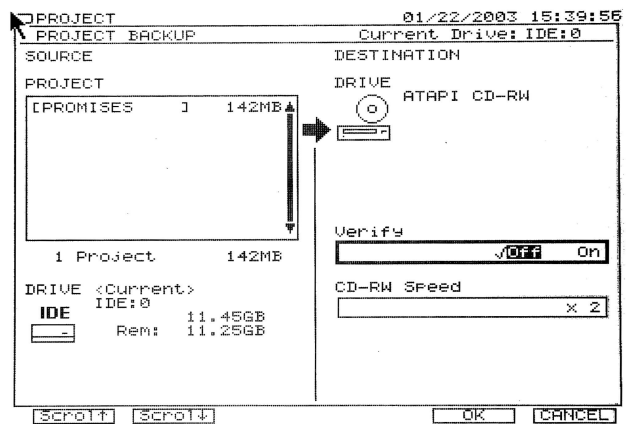 PROJECT 01/22/2003 15:39:56
PROJECT BACKUP Current Drive: IDE:0
SOURCE
PROJECT
[PROMISES ] 142MB
1 Project 142MB
DRIVE <Current>
IDE:0
IDE
11.45GB
Rem: 11.25GB
DESTINATION
DRIVE
ATAPI CD-RW
Verify
√Off On
CD-RW Speed
x 2
Scrol↑ Scrol↓ OK CANCEL